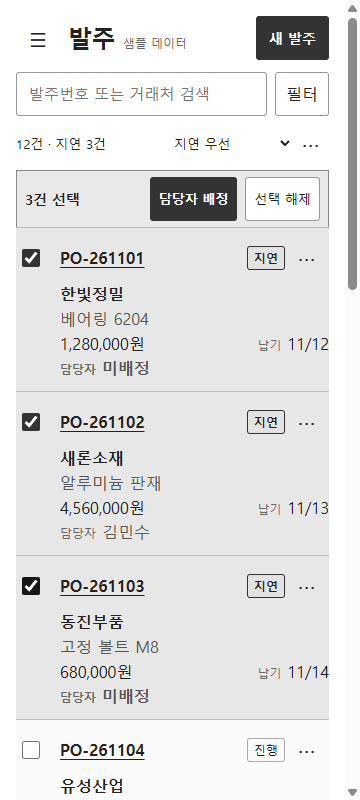 발주 샘플 데이터 새 발주
발주번호 또는 거래처 검색 필터
12건 · 지연 3건 지연 우선 ...
3건 선택 담당자 배정 선택 해제
PO-261101 지연 ...
한빛정밀
베어링 6204
1,280,000원 납기 11/12
담당자 미배정
PO-261102 지연 ...
새론소재
알루미늄 판재
4,560,000원 납기 11/13
담당자 김민수
PO-261103 지연 ...
동진부품
고정 볼트 M8
680,000원 납기 11/14
담당자 미배정
PO-261104 진행 ...
유성산업